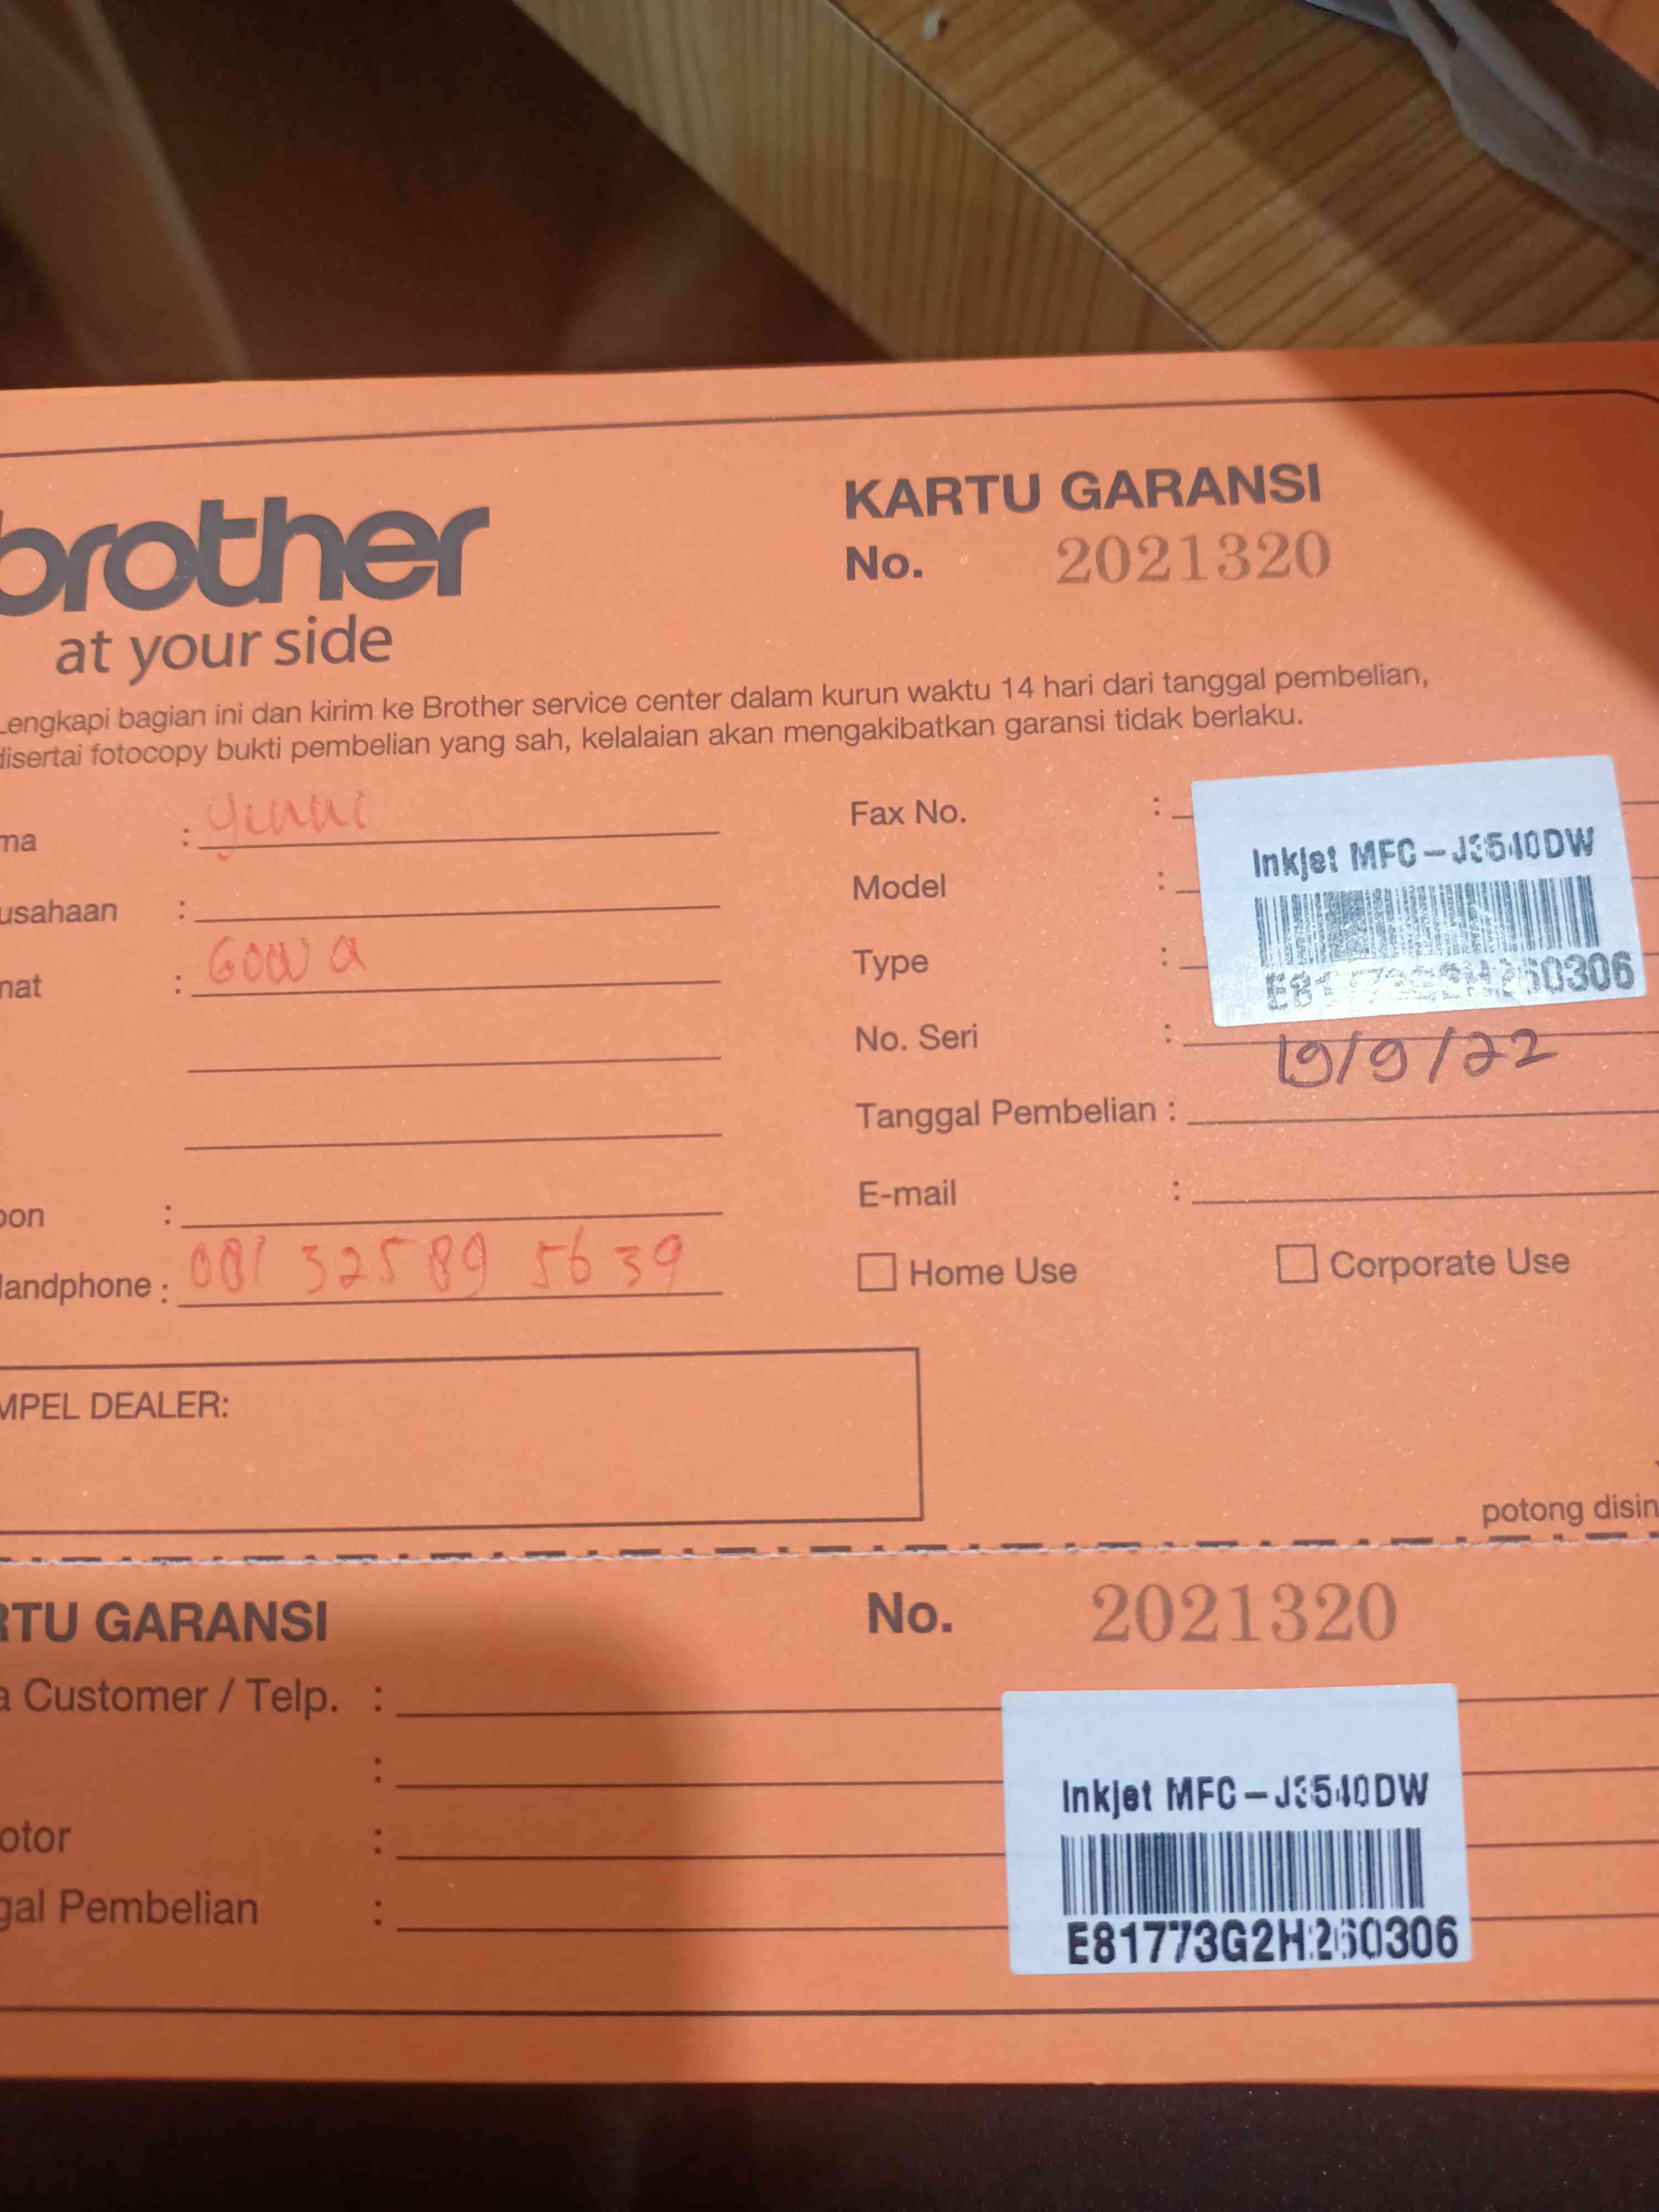 brother
at your side
KARTU GARANSI
No. 2021320
Lengkapi bagian ini dan kirim ke Brother service center dalam kurun waktu 14 hari dari tanggal pembelian,
disertai fotocopy bukti pembelian yang sah, kelalaian akan mengakibatkan garansi tidak berlaku.
ma :
usahaan :
mat : Gowa
pon :
Handphone : 081 325 89 5639
Fax No. :
Model :
Type :
No. Seri :
Inkjet MFC-J3540DW
19/9/22
Tanggal Pembelian :
E-mail :
Home Use Corporate Use
MPEL DEALER:
potong disin
RTU GARANSI No. 2021320
a Customer / Telp. :
:
otor :
gal Pembelian :
Inkjet MFC-J3540DW
E81773G2H260306